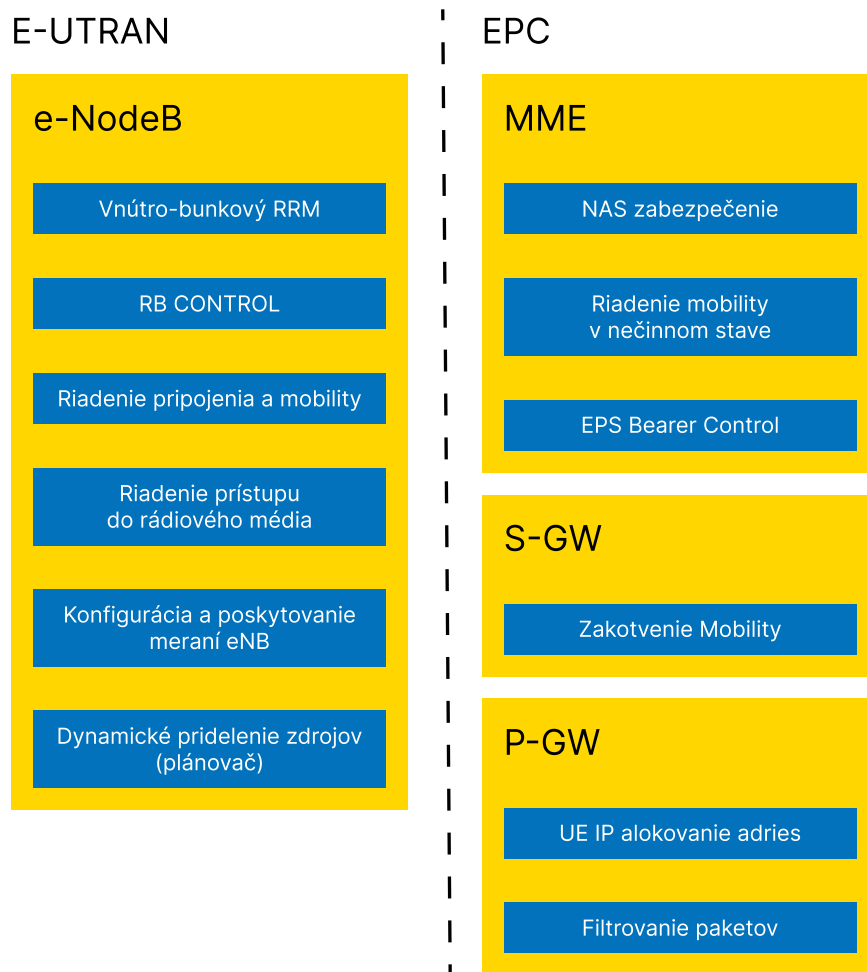 E-UTRAN
e-NodeB
Vnútro-bunkový RRM
RB CONTROL
Riadenie pripojenia a mobility
Riadenie prístupu
do rádiového média
Konfigurácia a poskytovanie
meraní eNB
Dynamické pridelenie zdrojov
(plánovač)
EPC
MME
NAS zabezpečenie
Riadenie mobility
v nečinnom stave
EPS Bearer Control
S-GW
Zakotvenie Mobility
P-GW
UE IP alokovanie adries
Filtrovanie paketov